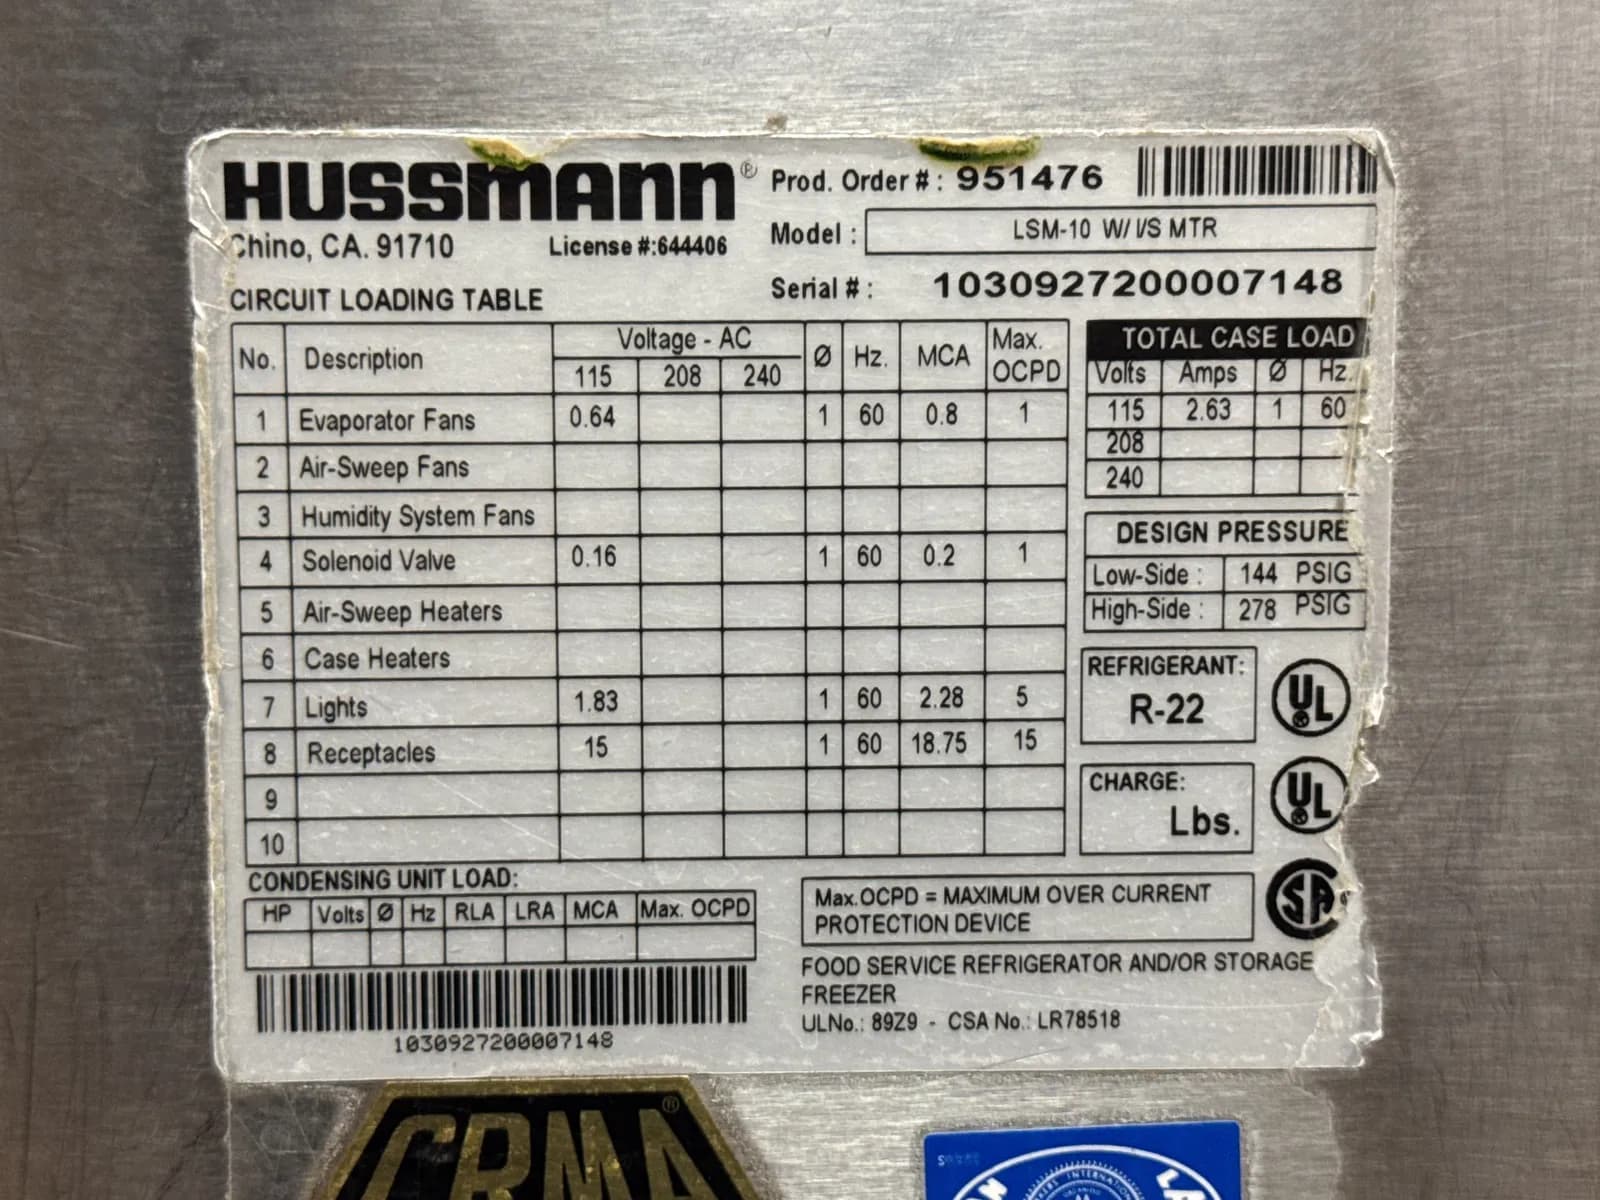 HUSSMANN®
Chino, CA. 91710 License #:644406
Prod. Order # : 951476
Model : LSM-10 W/ I/S MTR
Serial # : 1030927200007148
CIRCUIT LOADING TABLE
No. Description Voltage - AC Ø Hz. MCA Max. OCPD
115 208 240
1 Evaporator Fans 0.64 1 60 0.8 1
2 Air-Sweep Fans
3 Humidity System Fans
4 Solenoid Valve 0.16 1 60 0.2 1
5 Air-Sweep Heaters
6 Case Heaters
7 Lights 1.83 1 60 2.28 5
8 Receptacles 15 1 60 18.75 15
9
10
TOTAL CASE LOAD
Volts Amps Ø Hz.
115 2.63 1 60
208
240
DESIGN PRESSURE
Low-Side : 144 PSIG
High-Side : 278 PSIG
REFRIGERANT:
R-22
UL®
CHARGE:
Lbs.
UL®
SA
CONDENSING UNIT LOAD:
HP Volts Ø Hz RLA LRA MCA Max. OCPD
1030927200007148
Max.OCPD = MAXIMUM OVER CURRENT
PROTECTION DEVICE
FOOD SERVICE REFRIGERATOR AND/OR STORAGE
FREEZER
ULNo.: 89Z9 - CSA No.: LR78518
CRMA®